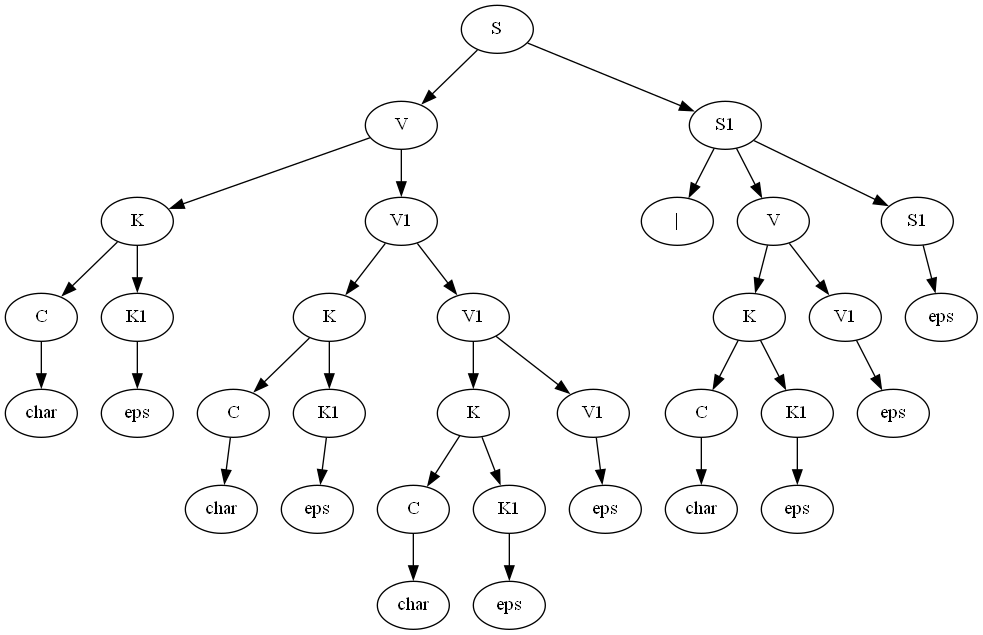 S
V S1
K V1 | V S1
C K1 K V1 K V1 eps
char eps C K1 K V1 C K1 eps
char eps C K1 eps char eps
char eps